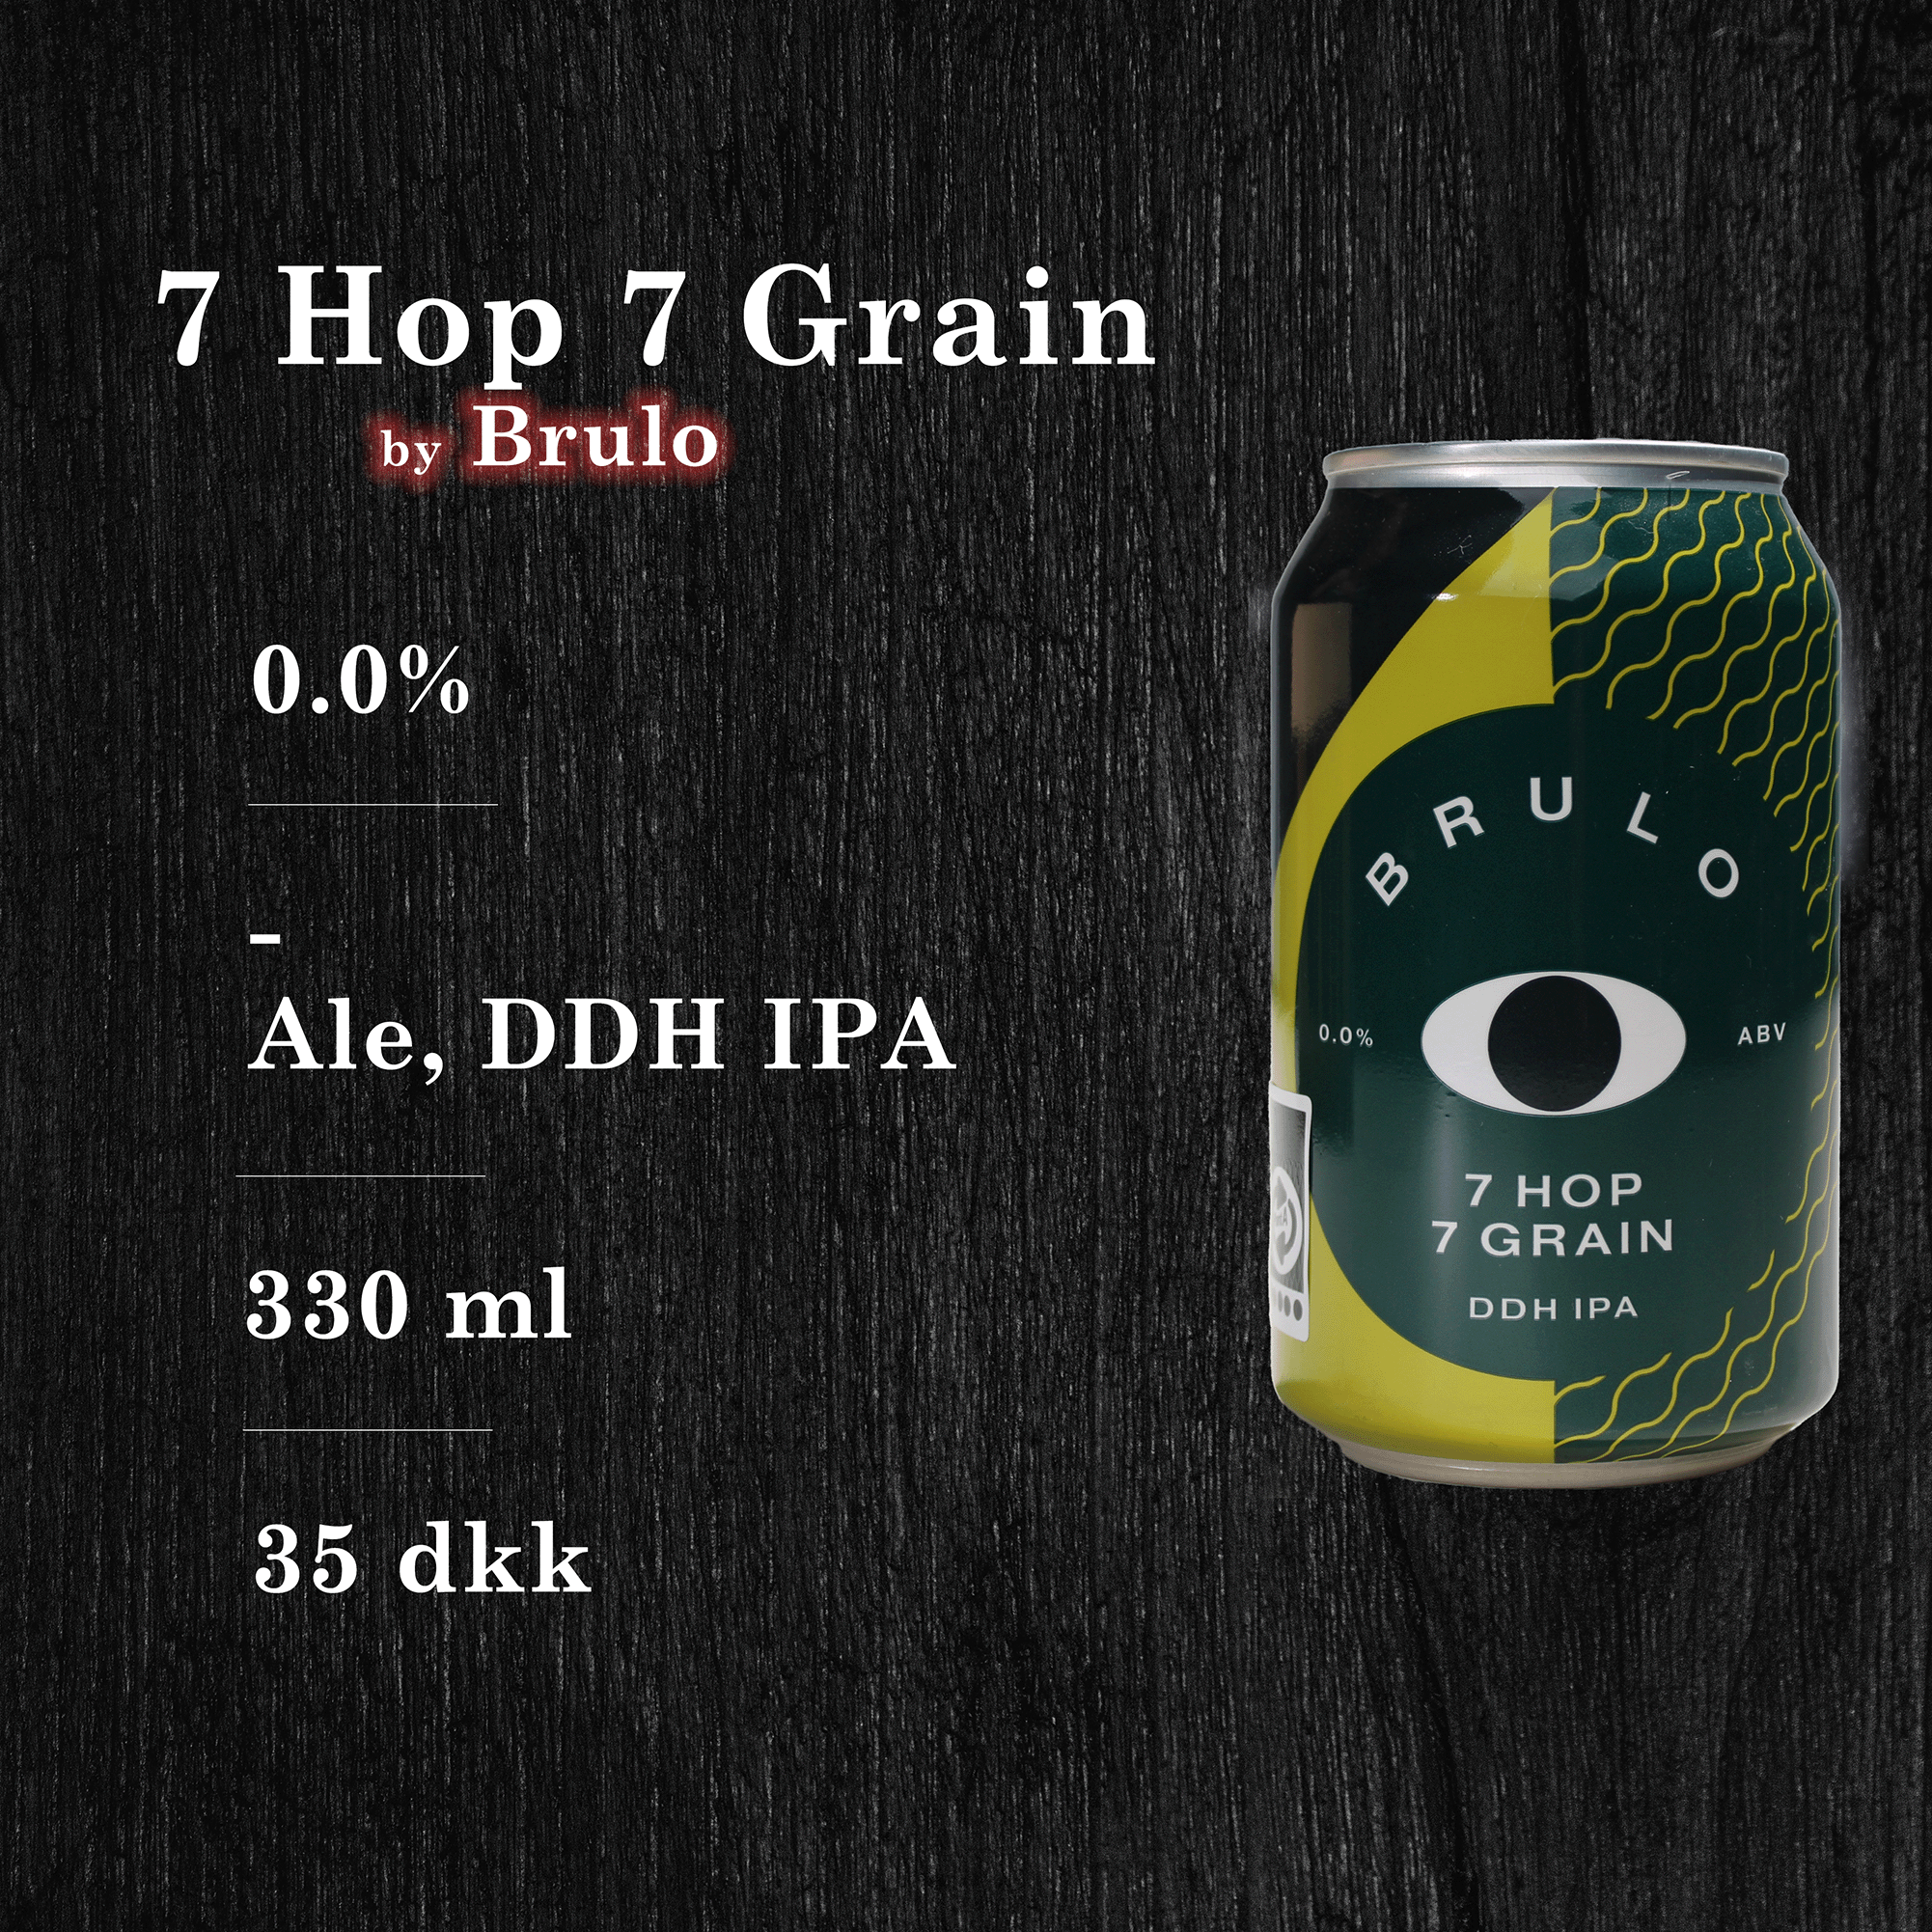 7 Hop 7 Grain
by Brulo
0.0%
-
Ale, DDH IPA
330 ml
35 dkk
BRULO
0.0%
ABV
7 HOP
7 GRAIN
DDH IPA